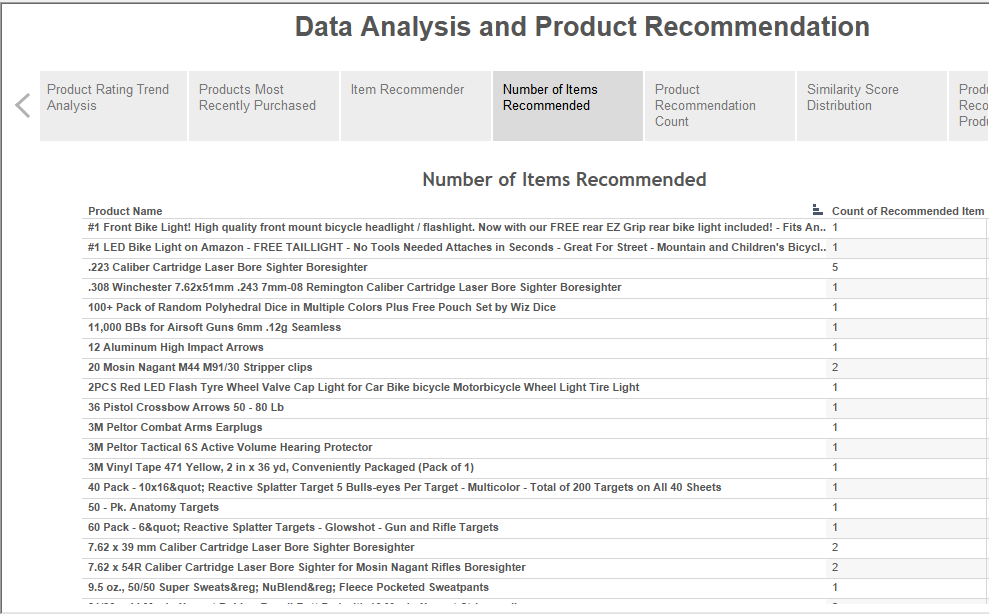 Data Analysis and Product Recommendation
Product Rating Trend
Analysis
Products Most
Recently Purchased
Item Recommender
Number of Items
Recommended
Product
Recommendation
Count
Similarity Score
Distribution
Number of Items Recommended
Product Name Count of Recommended Item
#1 Front Bike Light! High quality front mount bicycle headlight / flashlight. Now with our FREE rear EZ Grip rear bike light included! - Fits An.. 1
#1 LED Bike Light on Amazon - FREE TAILLIGHT - No Tools Needed Attaches in Seconds - Great For Street - Mountain and Children's Bicycl.. 1
.223 Caliber Cartridge Laser Bore Sighter Boresighter 5
.308 Winchester 7.62x51mm .243 7mm-08 Remington Caliber Cartridge Laser Bore Sighter Boresighter 1
100+ Pack of Random Polyhedral Dice in Multiple Colors Plus Free Pouch Set by Wiz Dice 1
11,000 BBs for Airsoft Guns 6mm .12g Seamless 1
12 Aluminum High Impact Arrows 1
20 Mosin Nagant M44 M91/30 Stripper clips 2
2PCS Red LED Flash Tyre Wheel Valve Cap Light for Car Bike bicycle Motorbicycle Wheel Light Tire Light 1
36 Pistol Crossbow Arrows 50 - 80 Lb 1
3M Peltor Combat Arms Earplugs 1
3M Peltor Tactical 6S Active Volume Hearing Protector 1
3M Vinyl Tape 471 Yellow, 2 in x 36 yd, Conveniently Packaged (Pack of 1) 1
40 Pack - 10x16&quot; Reactive Splatter Target 5 Bulls-eyes Per Target - Multicolor - Total of 200 Targets on All 40 Sheets 1
50 - Pk. Anatomy Targets 1
60 Pack - 6&quot; Reactive Splatter Targets - Glowshot - Gun and Rifle Targets 1
7.62 x 39 mm Caliber Cartridge Laser Bore Sighter Boresighter 2
7.62 x 54R Caliber Cartridge Laser Bore Sighter for Mosin Nagant Rifles Boresighter 2
9.5 oz., 50/50 Super Sweats&reg; NuBlend&reg; Fleece Pocketed Sweatpants 1